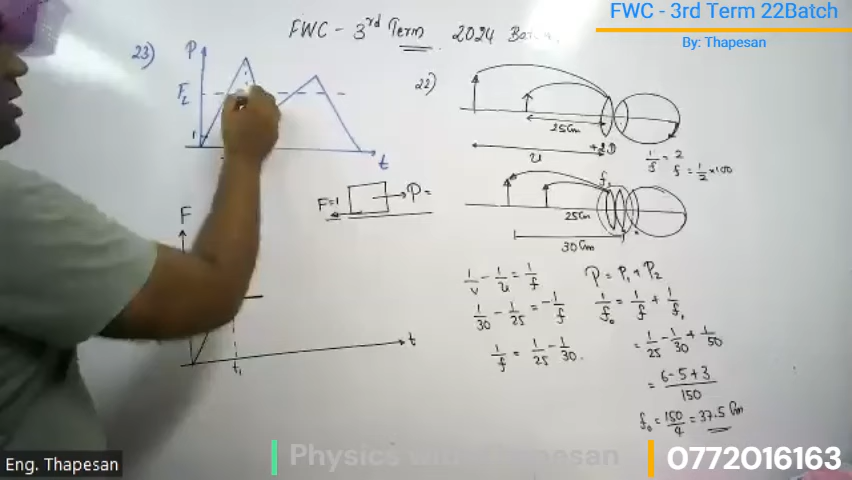 FWC - 3rd Term 22Batch
By: Thapesan
FWC - 3rd Term 2024 Batch.
23)
P
F_L
1
t
F=1
P=
F
t₁
t
22)
25cm
u
+2D
1/f = 2
f = 1/2 × 100
f₁
25cm
30cm
1/v - 1/u = 1/f
1/30 - 1/25 = -1/f
1/f = 1/25 - 1/30.
P = P₁ + P₂
1/f₀ = 1/f + 1/f₁
= 1/25 - 1/30 + 1/50
= (6-5+3)/150
f₀ = 150/4 = 37.5 cm
Eng. Thapesan
Physics with Thapesan
0772016163